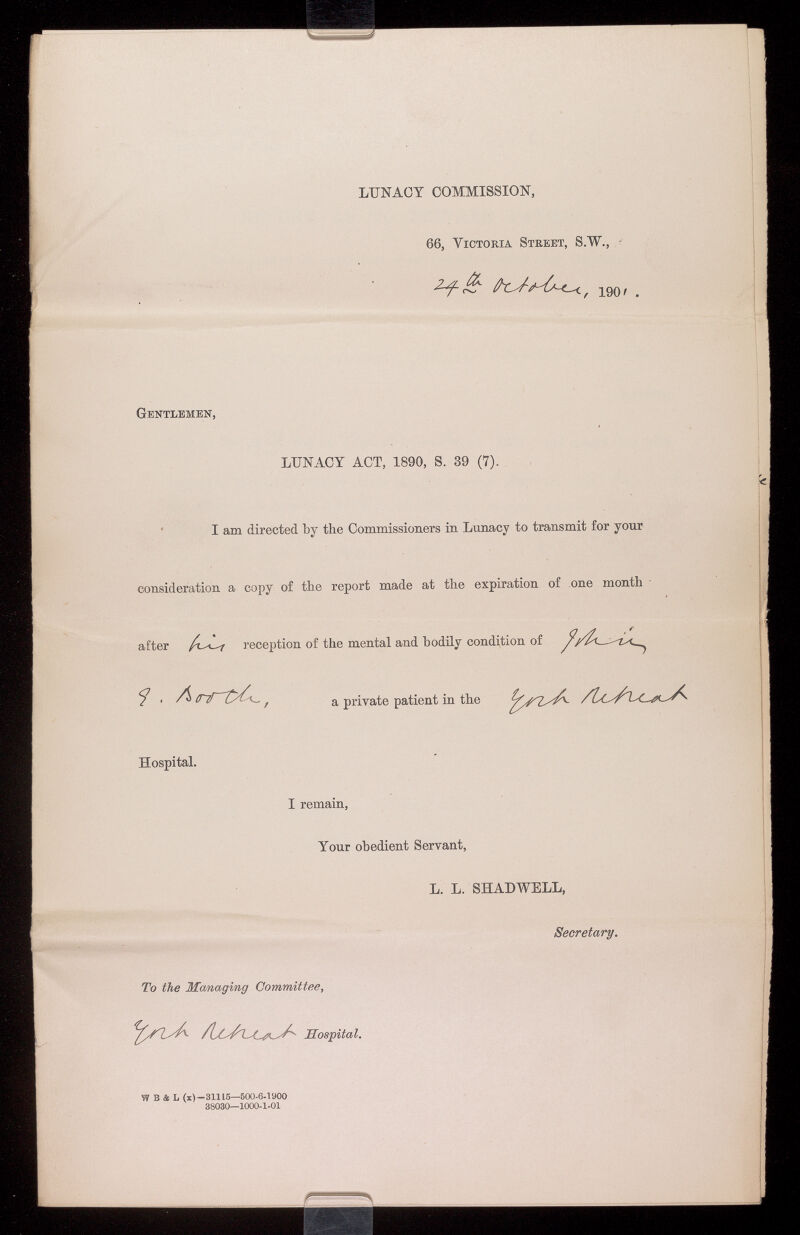 LUNACY COMMISSION,
66, VICTORIA STREET, S.W.,
24th October, 1901.
GENTLEMEN,
LUNACY ACT, 1890, S. 39 (7).
I am directed by the Commissioners in Lunacy to transmit for your
consideration a copy of the report made at the expiration of one month
after his reception of the mental and bodily condition of John
Booth, a private patient in the York Retreat
Hospital.
I remain,
Your obedient Servant,
L. L. SHADWELL,
Secretary.
To the Managing Committee,
York Retreat Hospital.
W B & L (x)—31115—500-6-1900
38030—1000-1-01